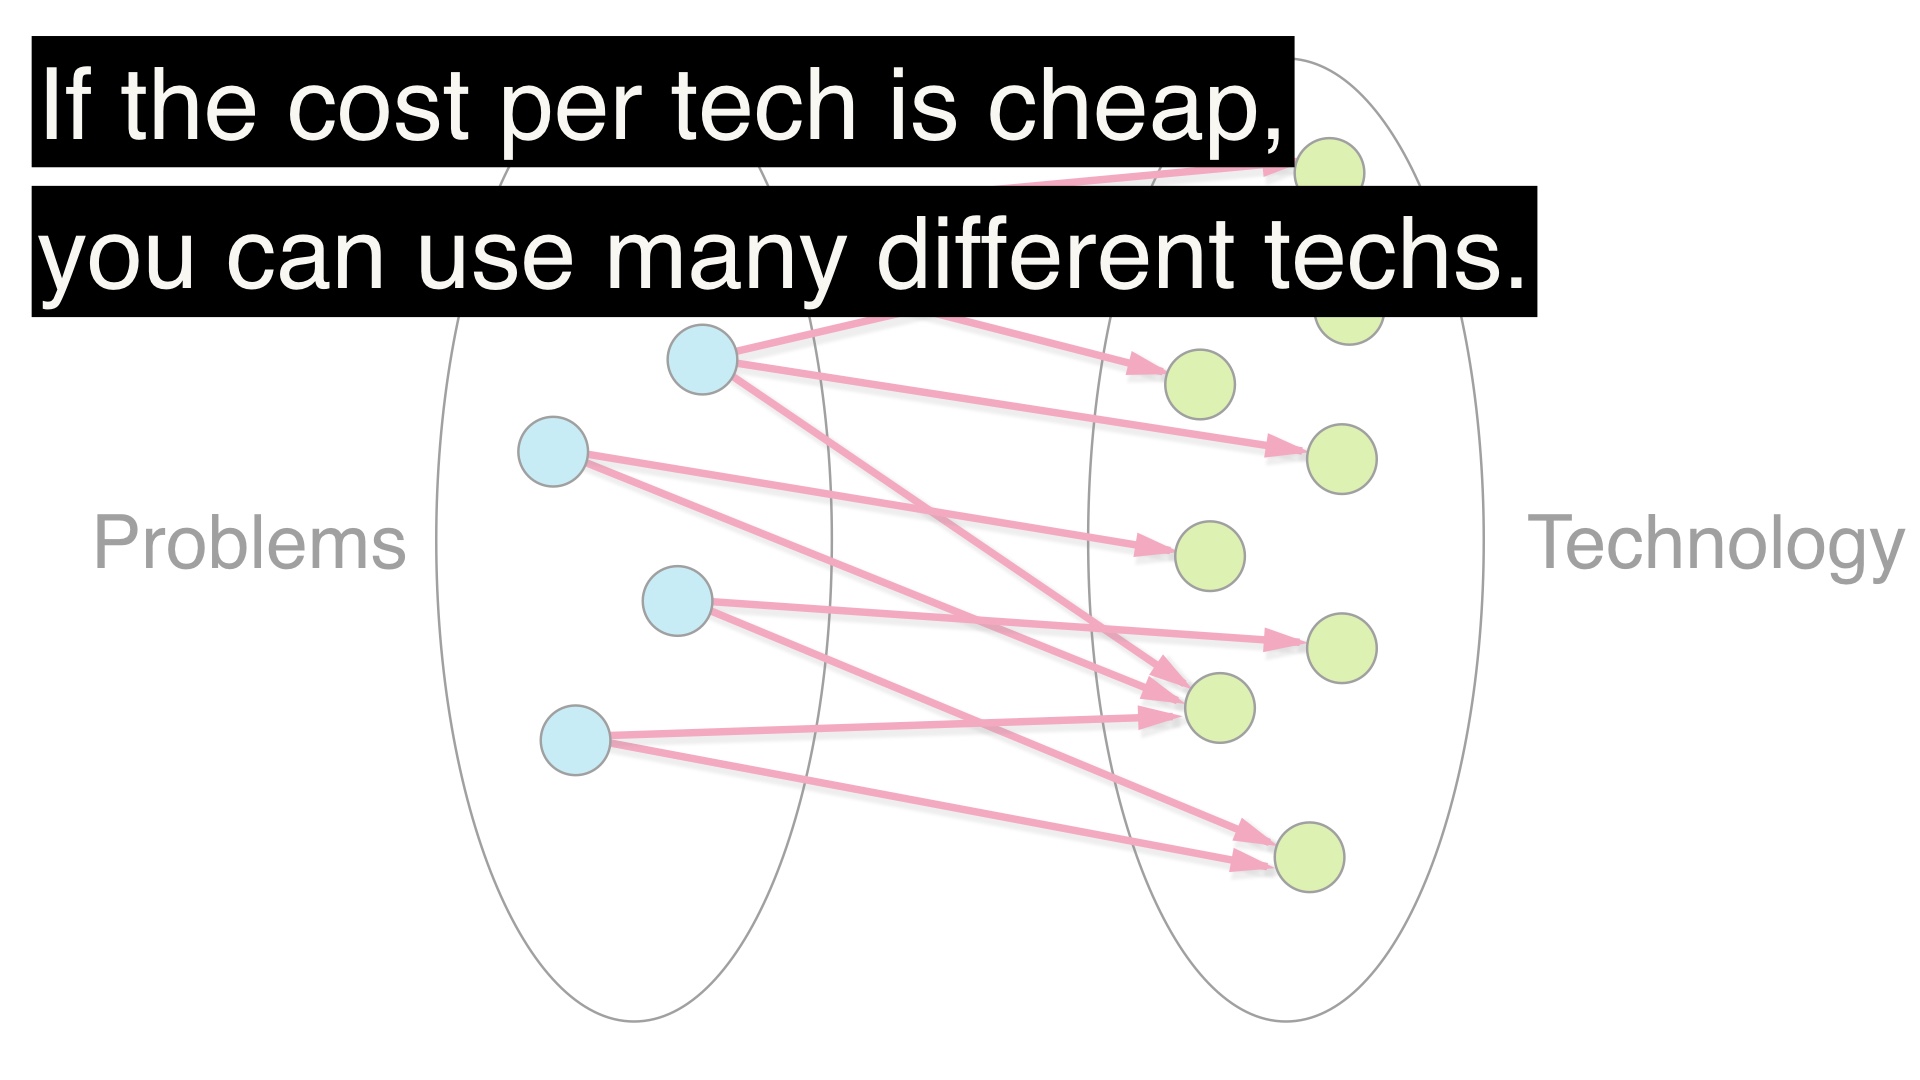 If the cost per tech is cheap,
you can use many different techs.
Problems
Technology